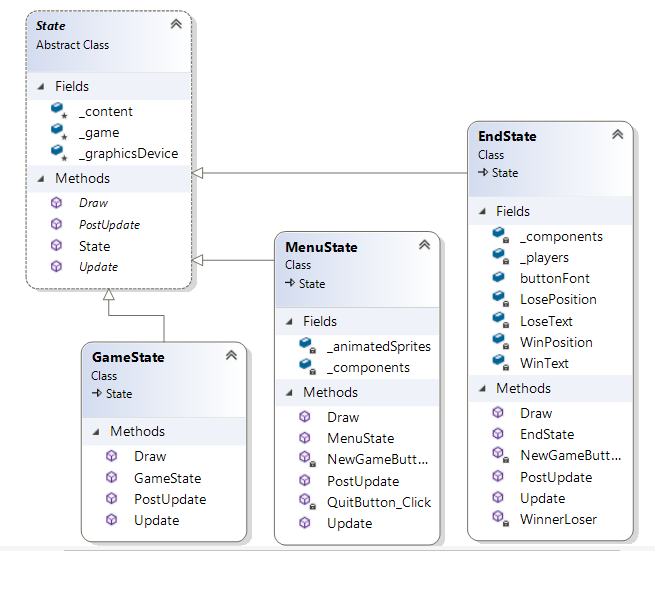 State
Abstract Class
Fields
_content
_game
_graphicsDevice
Methods
Draw
PostUpdate
State
Update
EndState
Class
State
Fields
_components
_players
buttonFont
LosePosition
LoseText
WinPosition
WinText
Methods
Draw
EndState
NewGameButt...
PostUpdate
Update
WinnerLoser
MenuState
Class
State
Fields
_animatedSprites
_components
Methods
Draw
MenuState
NewGameButt...
PostUpdate
QuitButton_Click
Update
GameState
Class
State
Methods
Draw
GameState
PostUpdate
Update